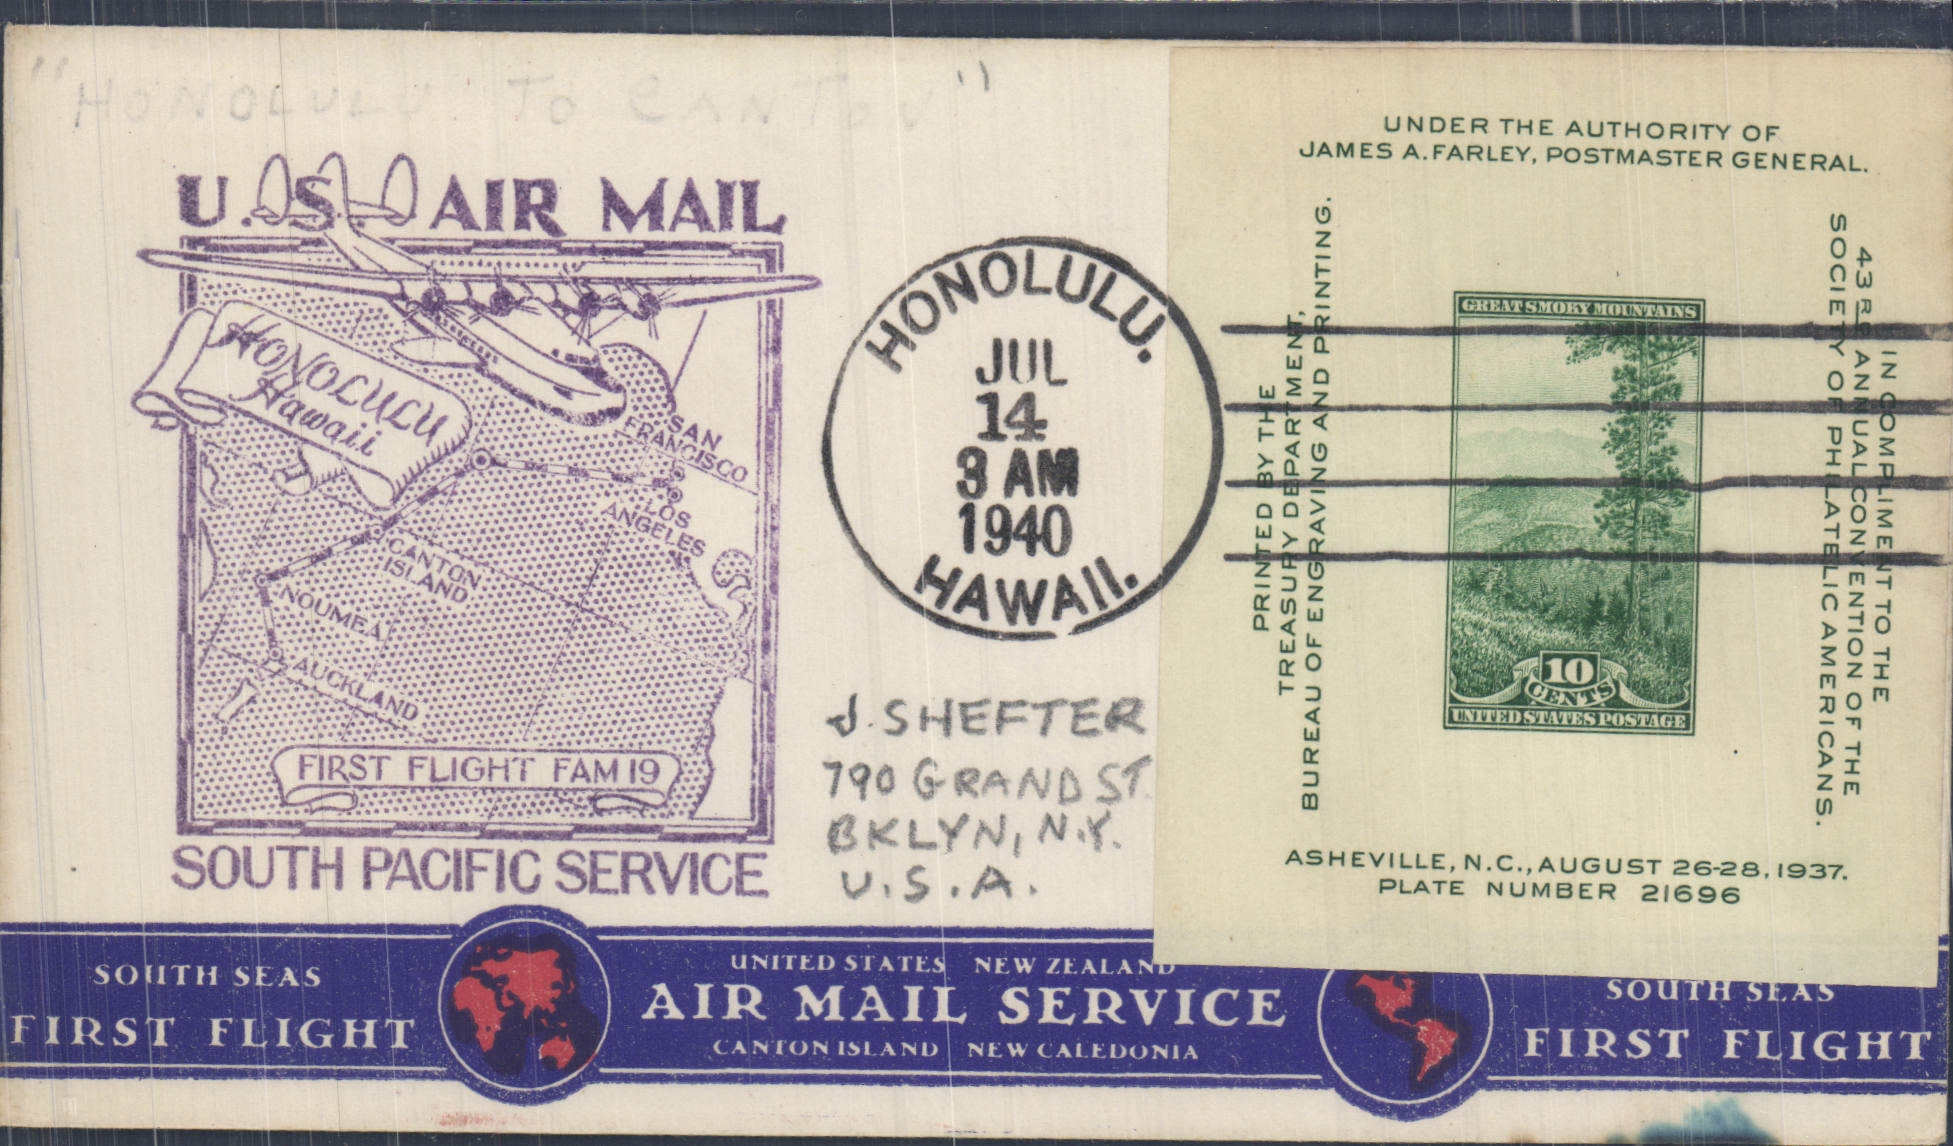 "HONOLULU TO CANTON"
U.S. AIR MAIL
HONOLULU
Hawaii
SAN
FRANCISCO
LOS
ANGELES
CANTON
ISLAND
NOUMEA
AUCKLAND
FIRST FLIGHT FAM 19
SOUTH PACIFIC SERVICE
HONOLULU.
JUL
14
3 AM
1940
HAWAII.
J. SHEFTER
790 GRAND ST.
BKLYN, N.Y.
U.S.A.
UNDER THE AUTHORITY OF
JAMES A. FARLEY, POSTMASTER GENERAL.
PRINTED BY THE
TREASURY DEPARTMENT,
BUREAU OF ENGRAVING AND PRINTING.
GREAT SMOKY MOUNTAINS
10
CENTS
UNITED STATES POSTAGE
IN COMPLIMENT TO THE
43RD ANNUAL CONVENTION OF THE
SOCIETY OF PHILATELIC AMERICANS.
ASHEVILLE, N.C., AUGUST 26-28, 1937.
PLATE NUMBER 21696
SOUTH SEAS
FIRST FLIGHT
UNITED STATES NEW ZEALAND
AIR MAIL SERVICE
CANTON ISLAND NEW CALEDONIA
SOUTH SEAS
FIRST FLIGHT